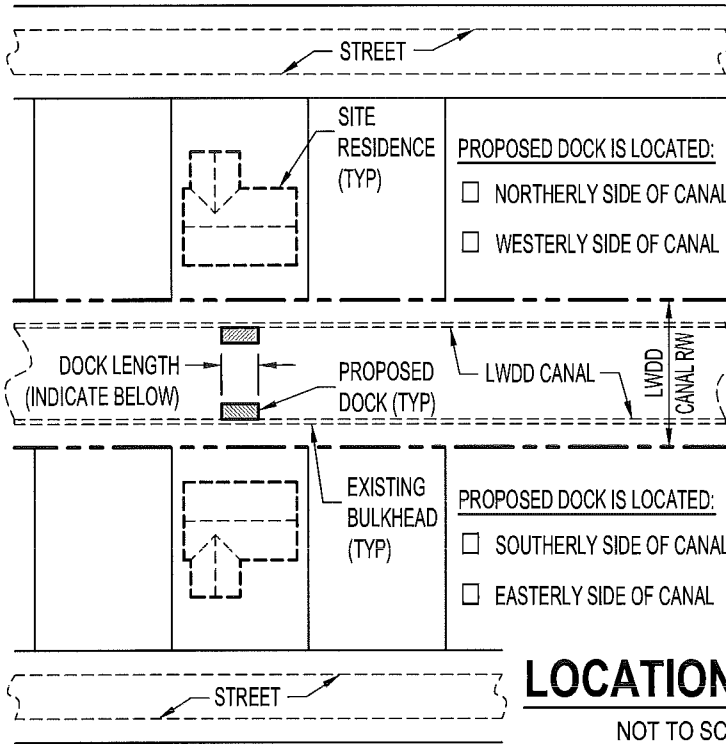 STREET
SITE
RESIDENCE
(TYP)
PROPOSED DOCK IS LOCATED:
☐ NORTHERLY SIDE OF CANAL
☐ WESTERLY SIDE OF CANAL
DOCK LENGTH
(INDICATE BELOW)
PROPOSED
DOCK (TYP)
LWDD CANAL
LWDD
CANAL R/W
EXISTING
BULKHEAD
(TYP)
PROPOSED DOCK IS LOCATED:
☐ SOUTHERLY SIDE OF CANAL
☐ EASTERLY SIDE OF CANAL
STREET
LOCATION
NOT TO SC